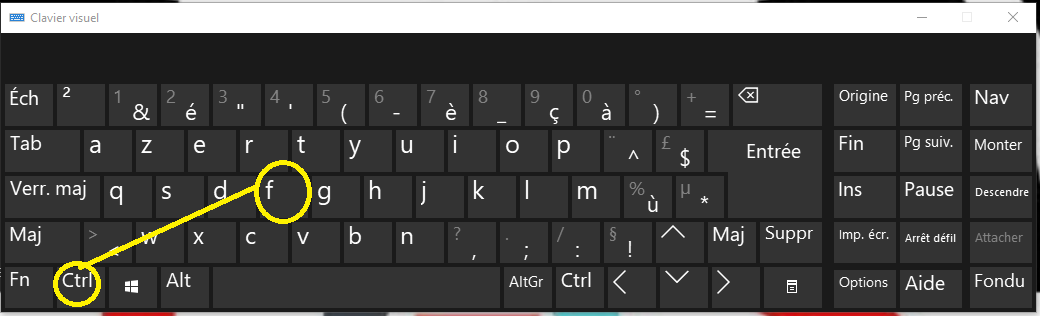 Clavier visuel
Éch ² 1 & 2 é 3 " 4 ' 5 ( 6 - 7 è 8 _ 9 ç 0 à ° ) + = Origine Pg préc. Nav
Tab a z e r t y u i o p ¨ ^ £ $ Entrée Fin Pg suiv. Monter
Verr. maj q s d f g h j k l m % ù µ * Ins Pause Descendre
Maj > < w x c v b n ? , . ; / : § ! Maj Suppr Imp. écr. Arrêt défil Attacher
Fn Ctrl Alt AltGr Ctrl Options Aide Fondu